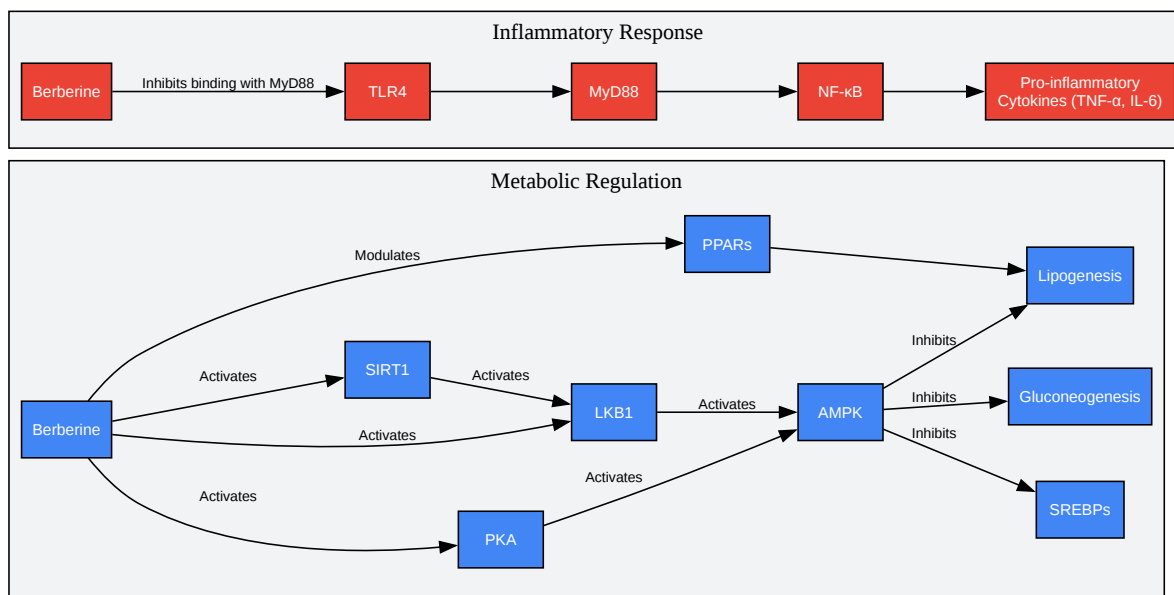 Inflammatory Response
Berberine
Inhibits binding with MyD88
TLR4
MyD88
NF-κB
Pro-inflammatory
Cytokines (TNF-α, IL-6)
Metabolic Regulation
Berberine
Modulates
PPARs
Lipogenesis
Activates
SIRT1
Activates
Activates
LKB1
Activates
AMPK
Inhibits
Inhibits
Gluconeogenesis
Inhibits
SREBPs
Activates
PKA
Activates